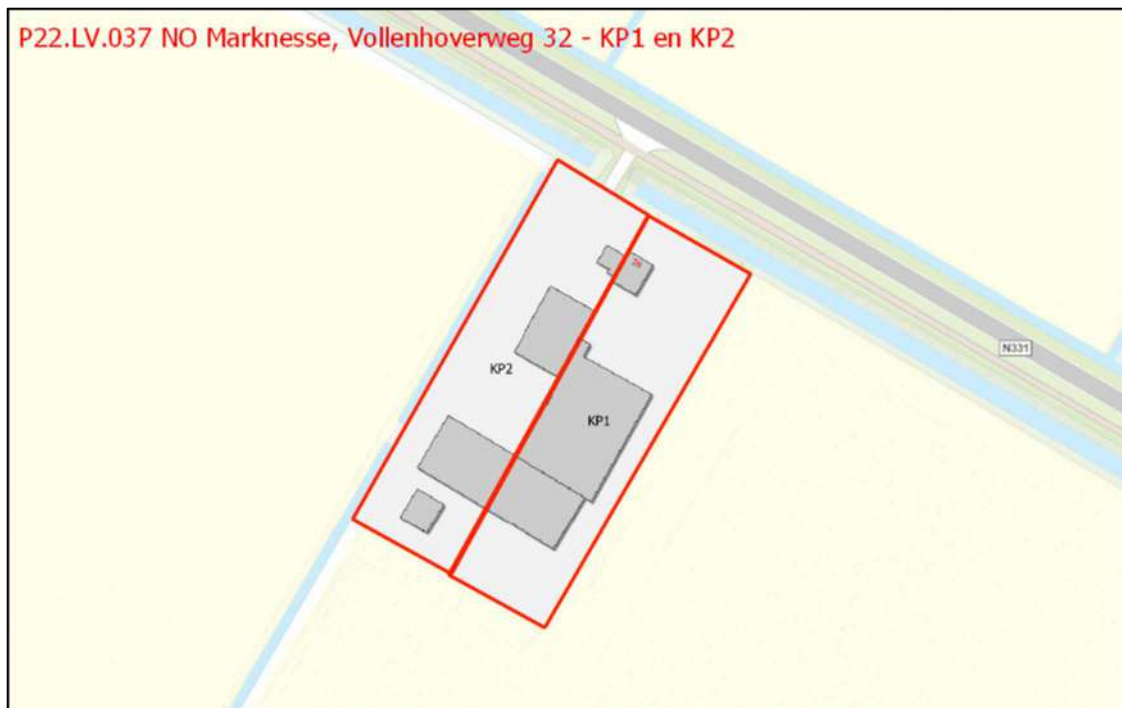 P22.LV.037 NO Marknesse, Vollenhoverweg 32 - KP1 en KP2
N331
KP2
KP1